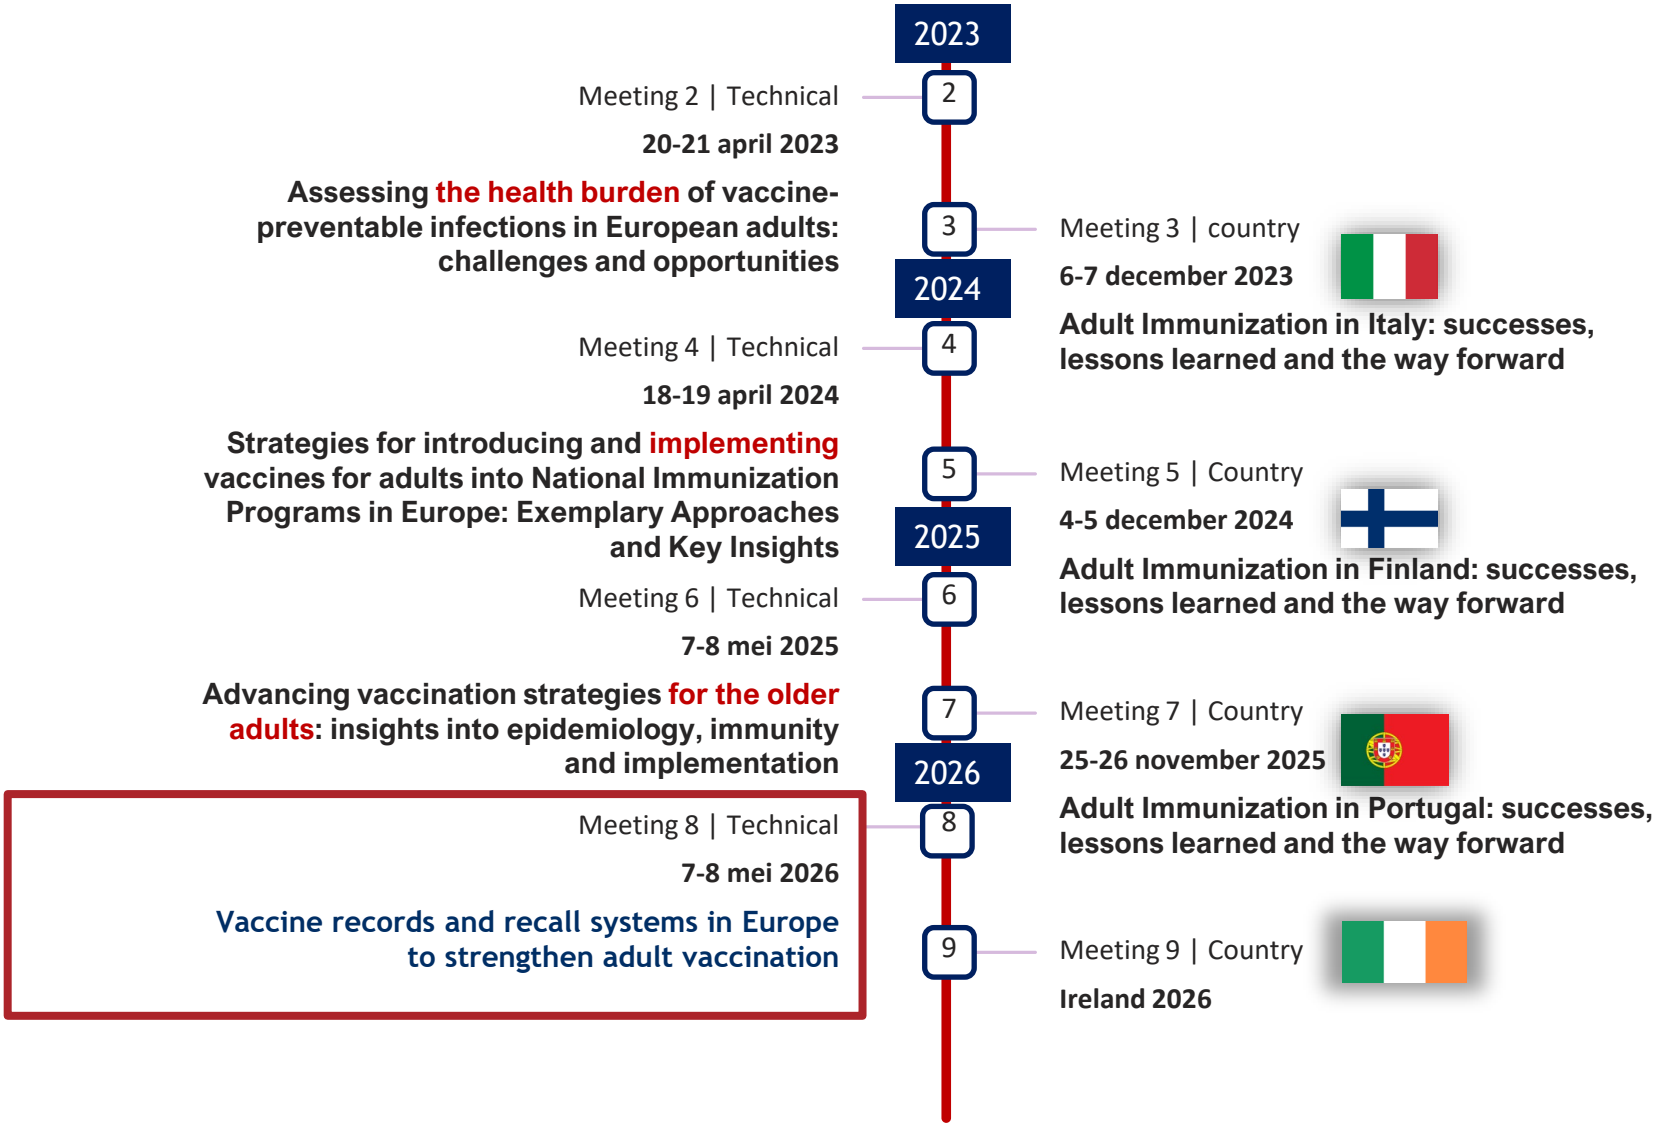 2023
2
Meeting 2 | Technical
20-21 april 2023
Assessing the health burden of vaccine-
preventable infections in European adults:
challenges and opportunities
3
Meeting 3 | country
6-7 december 2023
Adult Immunization in Italy: successes,
lessons learned and the way forward
2024
4
Meeting 4 | Technical
18-19 april 2024
Strategies for introducing and implementing
vaccines for adults into National Immunization
Programs in Europe: Exemplary Approaches
and Key Insights
5
Meeting 5 | Country
4-5 december 2024
Adult Immunization in Finland: successes,
lessons learned and the way forward
2025
6
Meeting 6 | Technical
7-8 mei 2025
Advancing vaccination strategies for the older
adults: insights into epidemiology, immunity
and implementation
7
Meeting 7 | Country
25-26 november 2025
Adult Immunization in Portugal: successes,
lessons learned and the way forward
2026
8
Meeting 8 | Technical
7-8 mei 2026
Vaccine records and recall systems in Europe
to strengthen adult vaccination
9
Meeting 9 | Country
Ireland 2026